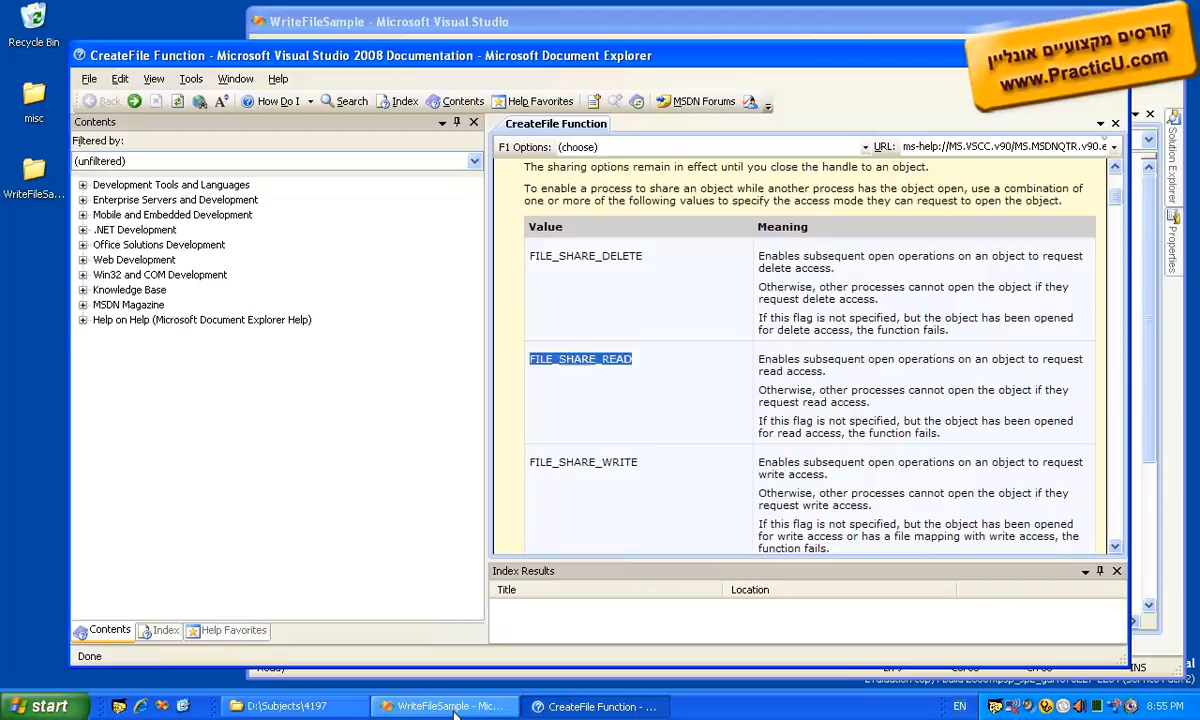 Recycle Bin
misc
WriteFileSa...
WriteFileSample - Microsoft Visual Studio
קורסים מקצועיים אונליין
www.PracticU.com
CreateFile Function - Microsoft Visual Studio 2008 Documentation - Microsoft Document Explorer
File Edit View Tools Window Help
Back How Do I Search Index Contents Help Favorites MSDN Forums
Contents
Filtered by:
(unfiltered)
Development Tools and Languages
Enterprise Servers and Development
Mobile and Embedded Development
.NET Development
Office Solutions Development
Web Development
Win32 and COM Development
Knowledge Base
MSDN Magazine
Help on Help (Microsoft Document Explorer Help)
Contents Index Help Favorites
Done
CreateFile Function
F1 Options: (choose) URL: ms-help://MS.VSCC.v90/MS.MSDNQTR.v90.e
The sharing options remain in effect until you close the handle to an object.
To enable a process to share an object while another process has the object open, use a combination of
one or more of the following values to specify the access mode they can request to open the object.
Value Meaning
FILE_SHARE_DELETE Enables subsequent open operations on an object to request
delete access.
Otherwise, other processes cannot open the object if they
request delete access.
If this flag is not specified, but the object has been opened
for delete access, the function fails.
FILE_SHARE_READ Enables subsequent open operations on an object to request
read access.
Otherwise, other processes cannot open the object if they
request read access.
If this flag is not specified, but the object has been opened
for read access, the function fails.
FILE_SHARE_WRITE Enables subsequent open operations on an object to request
write access.
Otherwise, other processes cannot open the object if they
request write access.
If this flag is not specified, but the object has been opened
for write access or has a file mapping with write access, the
function fails.
Index Results
Title Location
Solution Explorer
Properties
INS
start D:\Subjects\4197 WriteFileSample - Mic... CreateFile Function - ... EN 8:55 PM